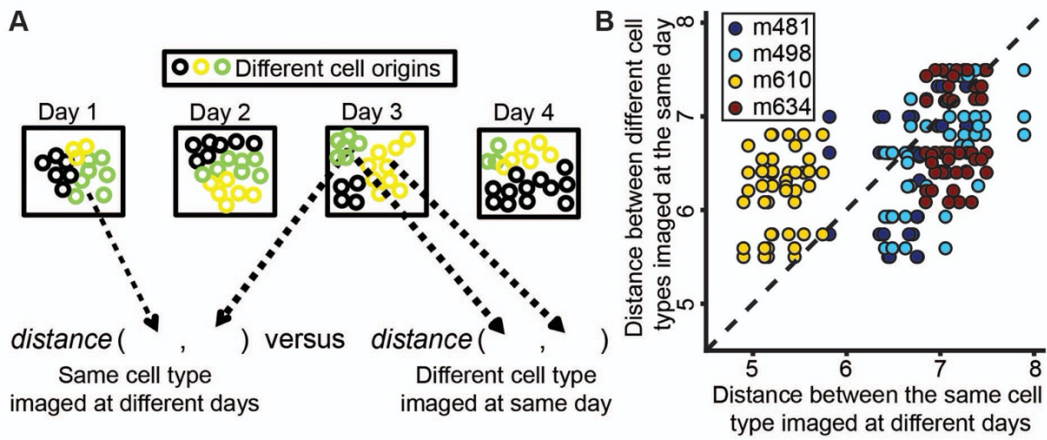 A
Different cell origins
Day 1
Day 2
Day 3
Day 4
distance ( , ) versus distance ( , )
Same cell type
imaged at different days
Different cell type
imaged at same day
B
Distance between different cell
types imaged at the same day
8
7
6
5
m481
m498
m610
m634
5 6 7 8
Distance between the same cell
type imaged at different days